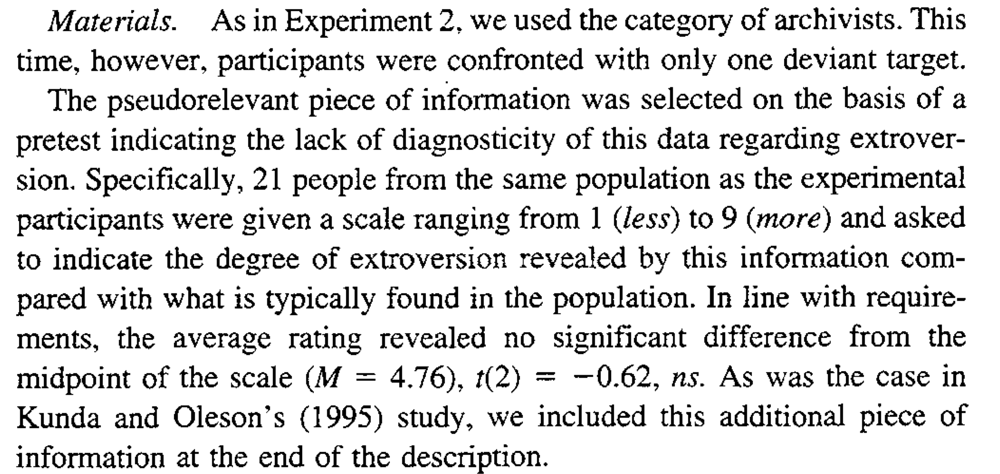 Materials. As in Experiment 2, we used the category of archivists. This
time, however, participants were confronted with only one deviant target.
The pseudorelevant piece of information was selected on the basis of a
pretest indicating the lack of diagnosticity of this data regarding extrover-
sion. Specifically, 21 people from the same population as the experimental
participants were given a scale ranging from 1 (less) to 9 (more) and asked
to indicate the degree of extroversion revealed by this information com-
pared with what is typically found in the population. In line with require-
ments, the average rating revealed no significant difference from the
midpoint of the scale (M = 4.76), t(2) = −0.62, ns. As was the case in
Kunda and Oleson's (1995) study, we included this additional piece of
information at the end of the description.